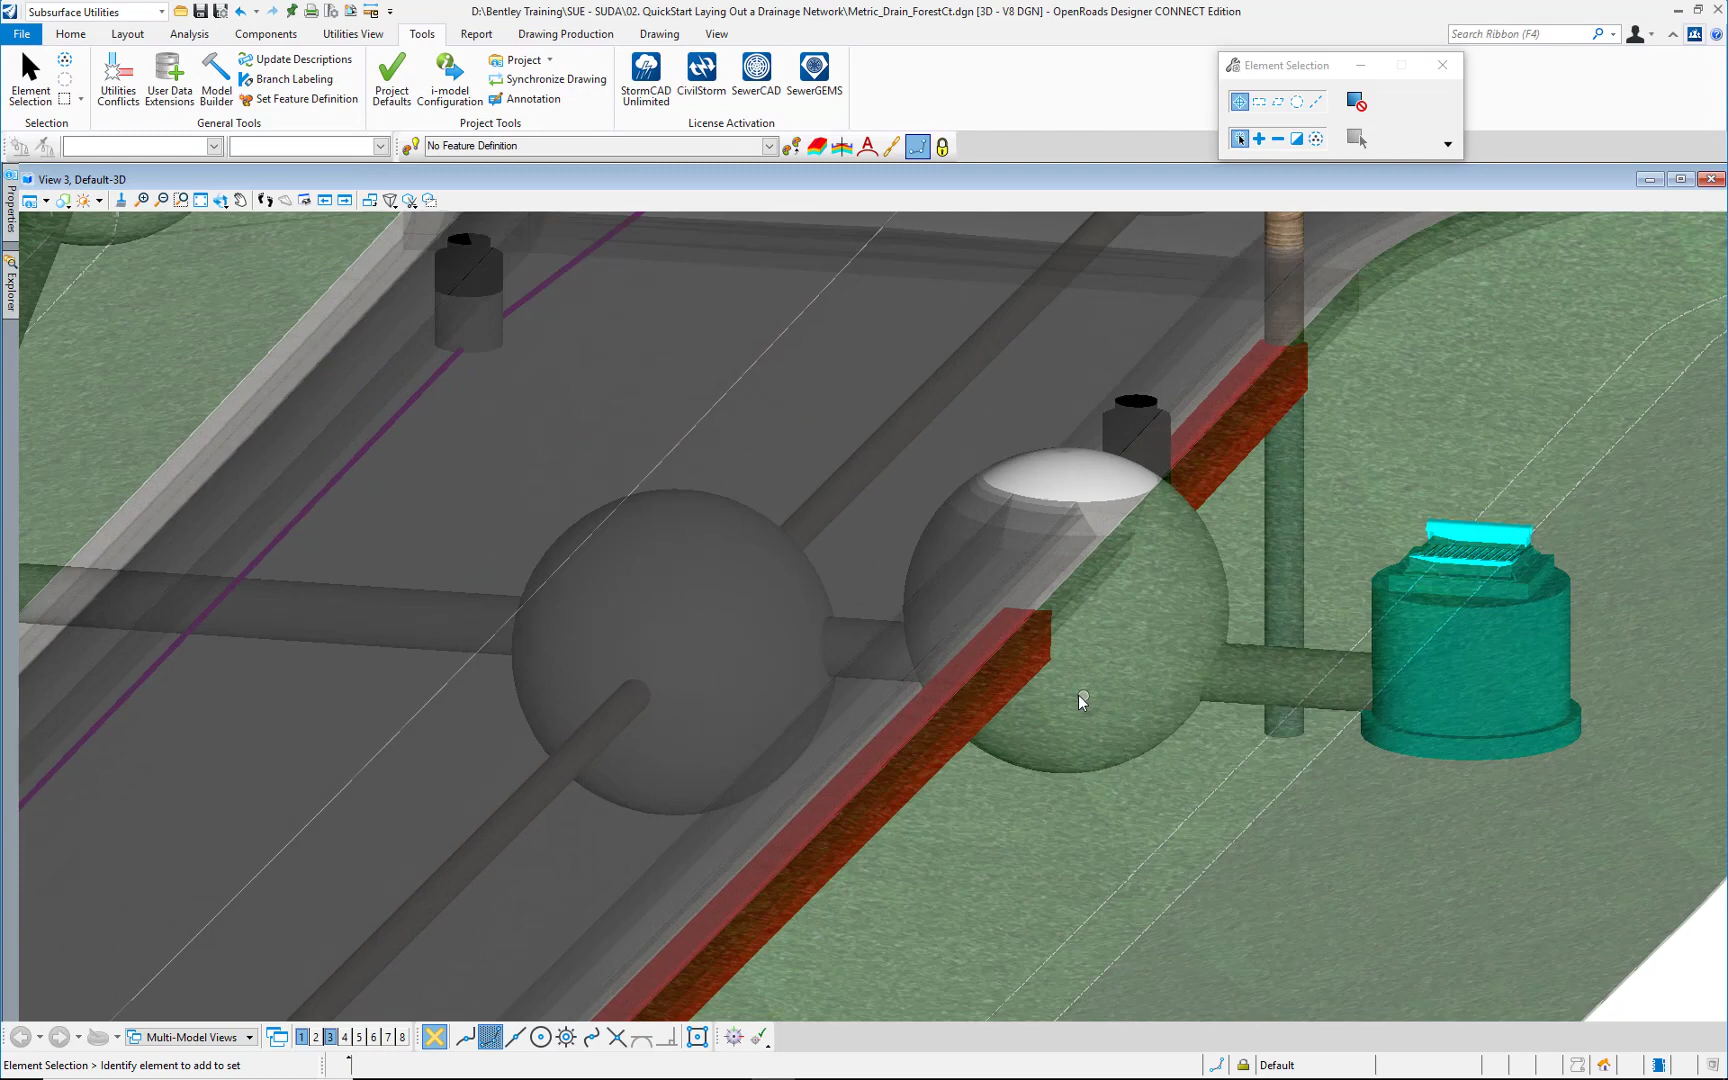 Subsurface Utilities
D:\Bentley Training\SUE - SUDA\02. QuickStart Laying Out a Drainage Network\Metric_Drain_ForestCt.dgn [3D - V8 DGN] - OpenRoads Designer CONNECT Edition
File Home Layout Analysis Components Utilities View Tools Report Drawing Production Drawing View
Search Ribbon (F4)
Element Selection
Utilities Conflicts
User Data Extensions
Model Builder
Update Descriptions
Branch Labeling
Set Feature Definition
Project Defaults
i-model Configuration
Project
Synchronize Drawing
Annotation
StormCAD Unlimited
CivilStorm
SewerCAD
SewerGEMS
Selection
General Tools
Project Tools
License Activation
Element Selection
No Feature Definition
View 3, Default-3D
Properties
Explorer
Multi-Model Views
1 2 3 4 5 6 7 8
Element Selection > Identify element to add to set
Default